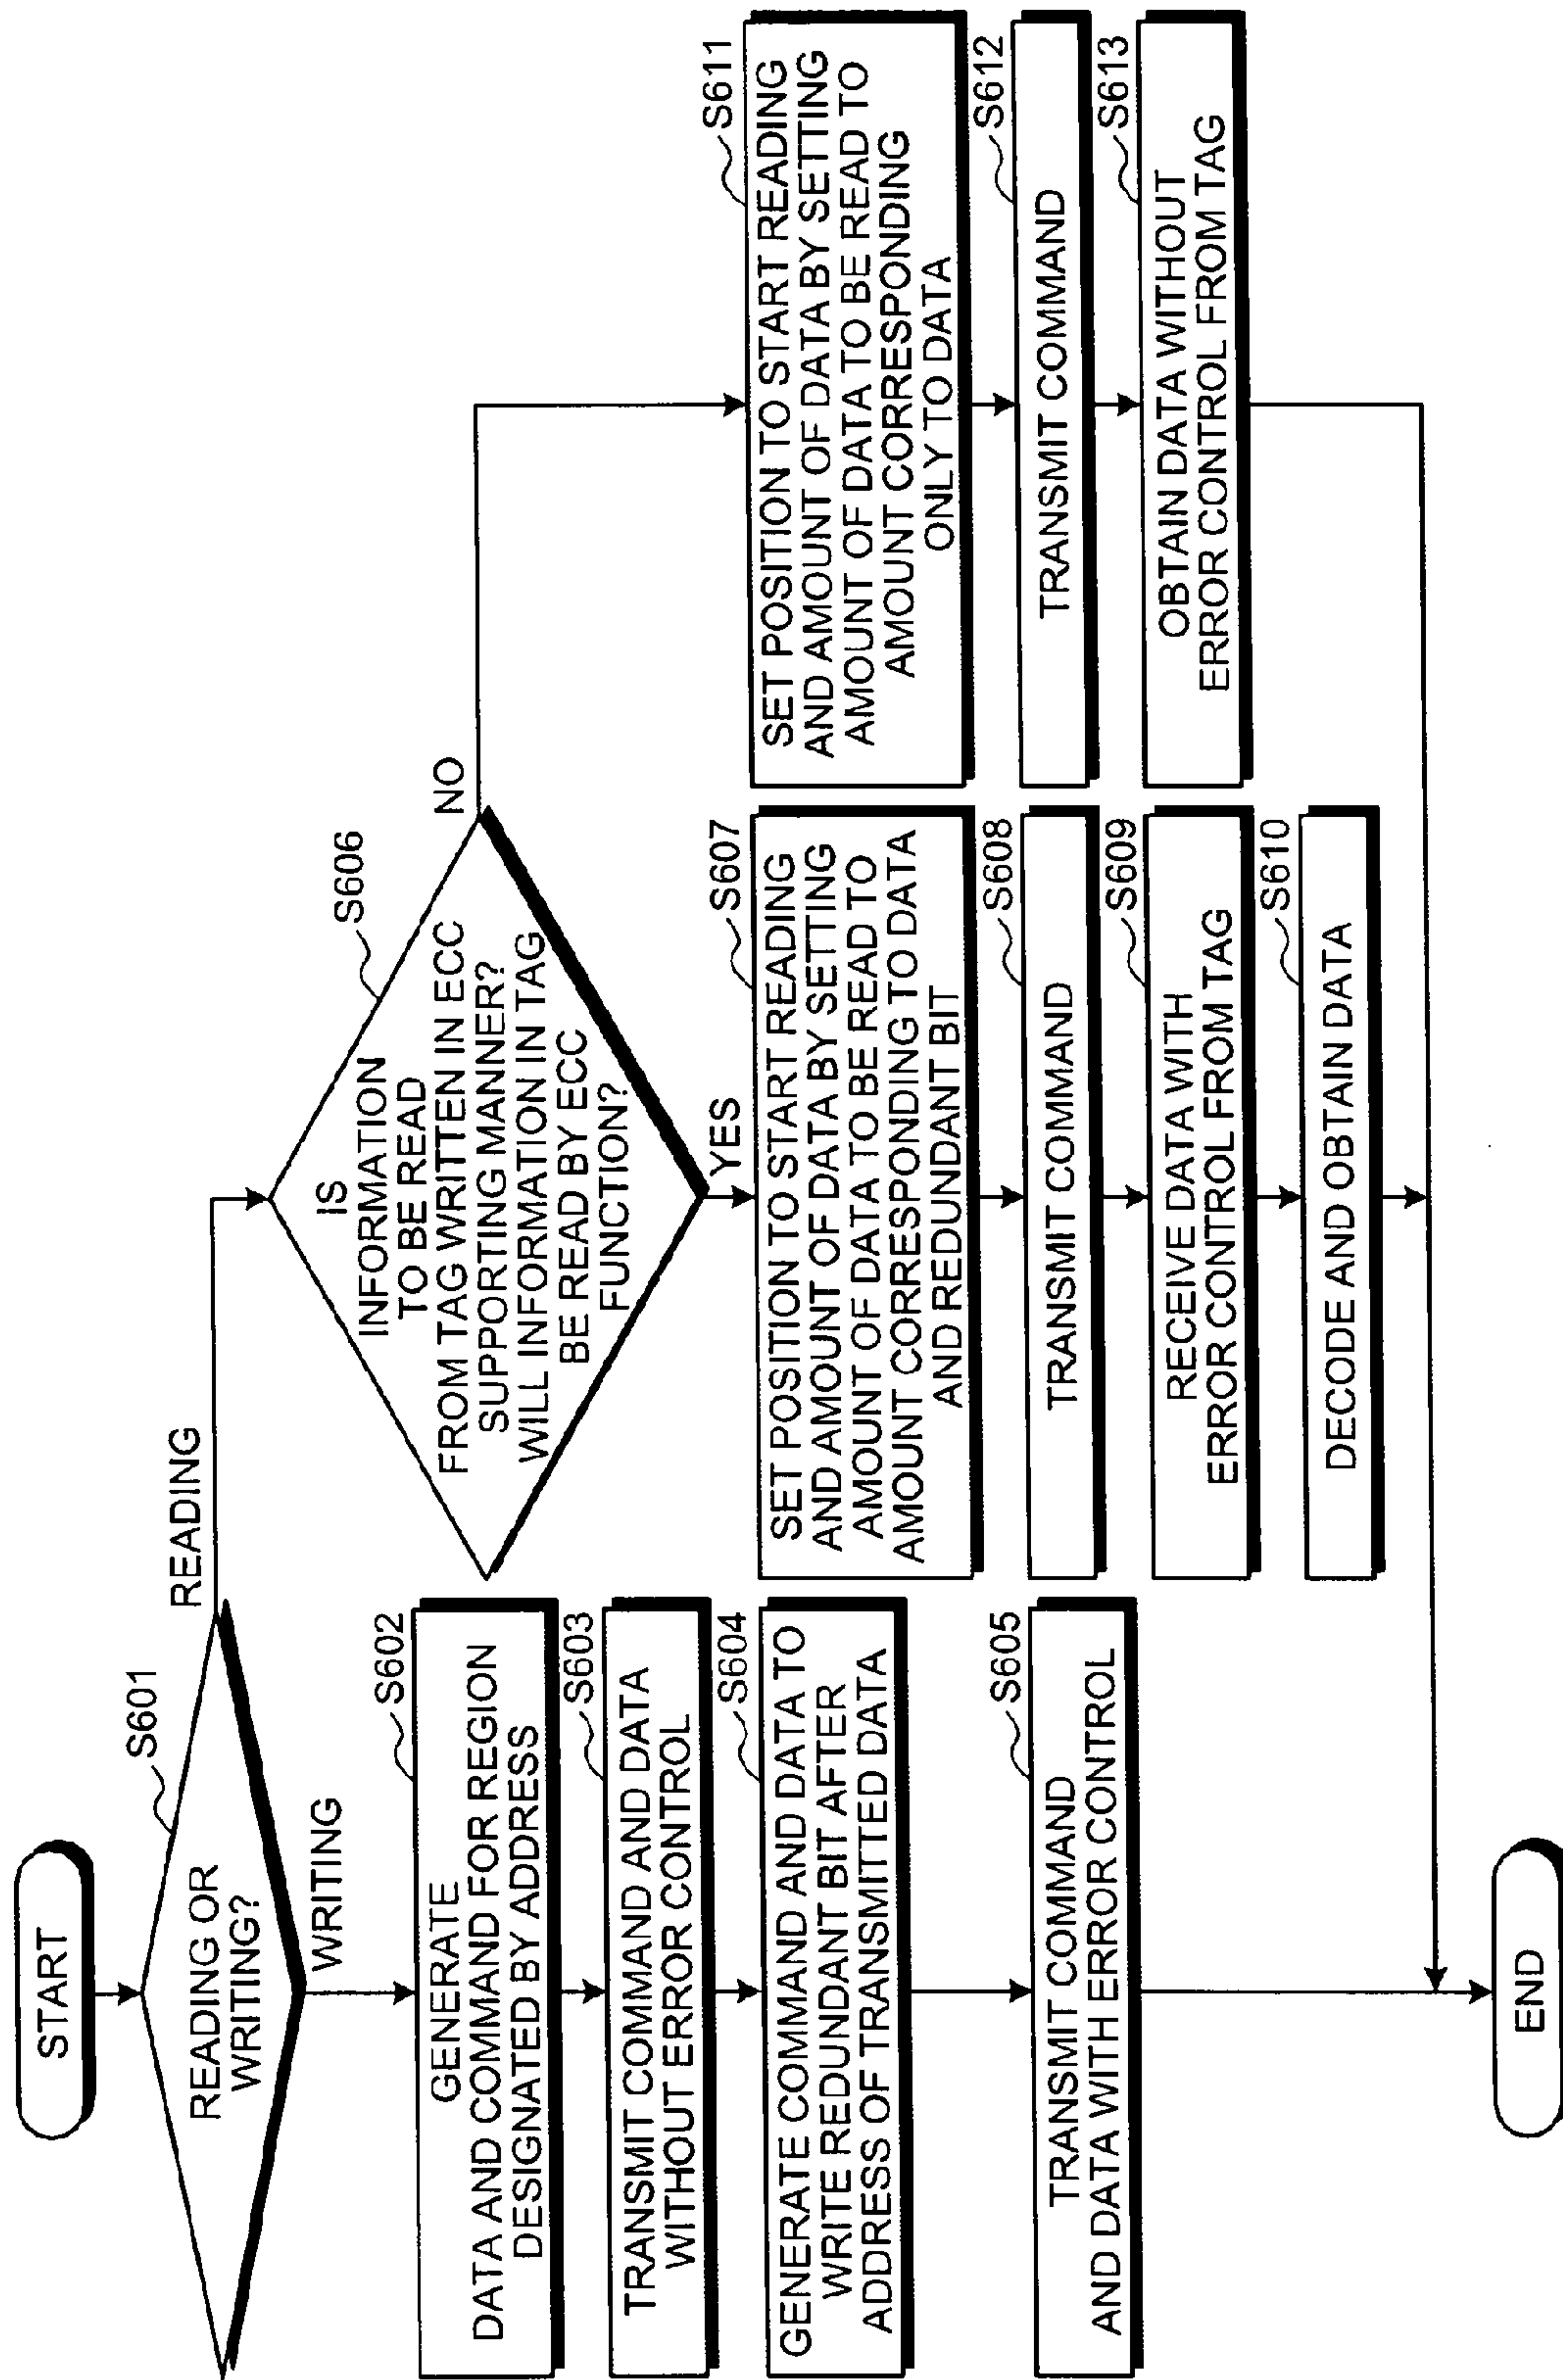 START
S601
READING OR
WRITING?
READING
WRITING
S602
GENERATE
DATA AND COMMAND FOR REGION
DESIGNATED BY ADDRESS
S603
TRANSMIT COMMAND AND DATA
WITHOUT ERROR CONTROL
S604
GENERATE COMMAND AND DATA TO
WRITE REDUNDANT BIT AFTER
ADDRESS OF TRANSMITTED DATA
S605
TRANSMIT COMMAND
AND DATA WITH ERROR CONTROL
S606
IS
INFORMATION
TO BE READ
FROM TAG WRITTEN IN ECC
SUPPORTING MANNER?
WILL INFORMATION IN TAG
BE READ BY ECC
FUNCTION?
NO
YES
S607
SET POSITION TO START READING
AND AMOUNT OF DATA BY SETTING
AMOUNT OF DATA TO BE READ TO
AMOUNT CORRESPONDING TO DATA
AND REDUNDANT BIT
S608
TRANSMIT COMMAND
S609
RECEIVE DATA WITH
ERROR CONTROL FROM TAG
S610
DECODE AND OBTAIN DATA
S611
SET POSITION TO START READING
AND AMOUNT OF DATA BY SETTING
AMOUNT OF DATA TO BE READ TO
AMOUNT CORRESPONDING
ONLY TO DATA
S612
TRANSMIT COMMAND
S613
OBTAIN DATA WITHOUT
ERROR CONTROL FROM TAG
END